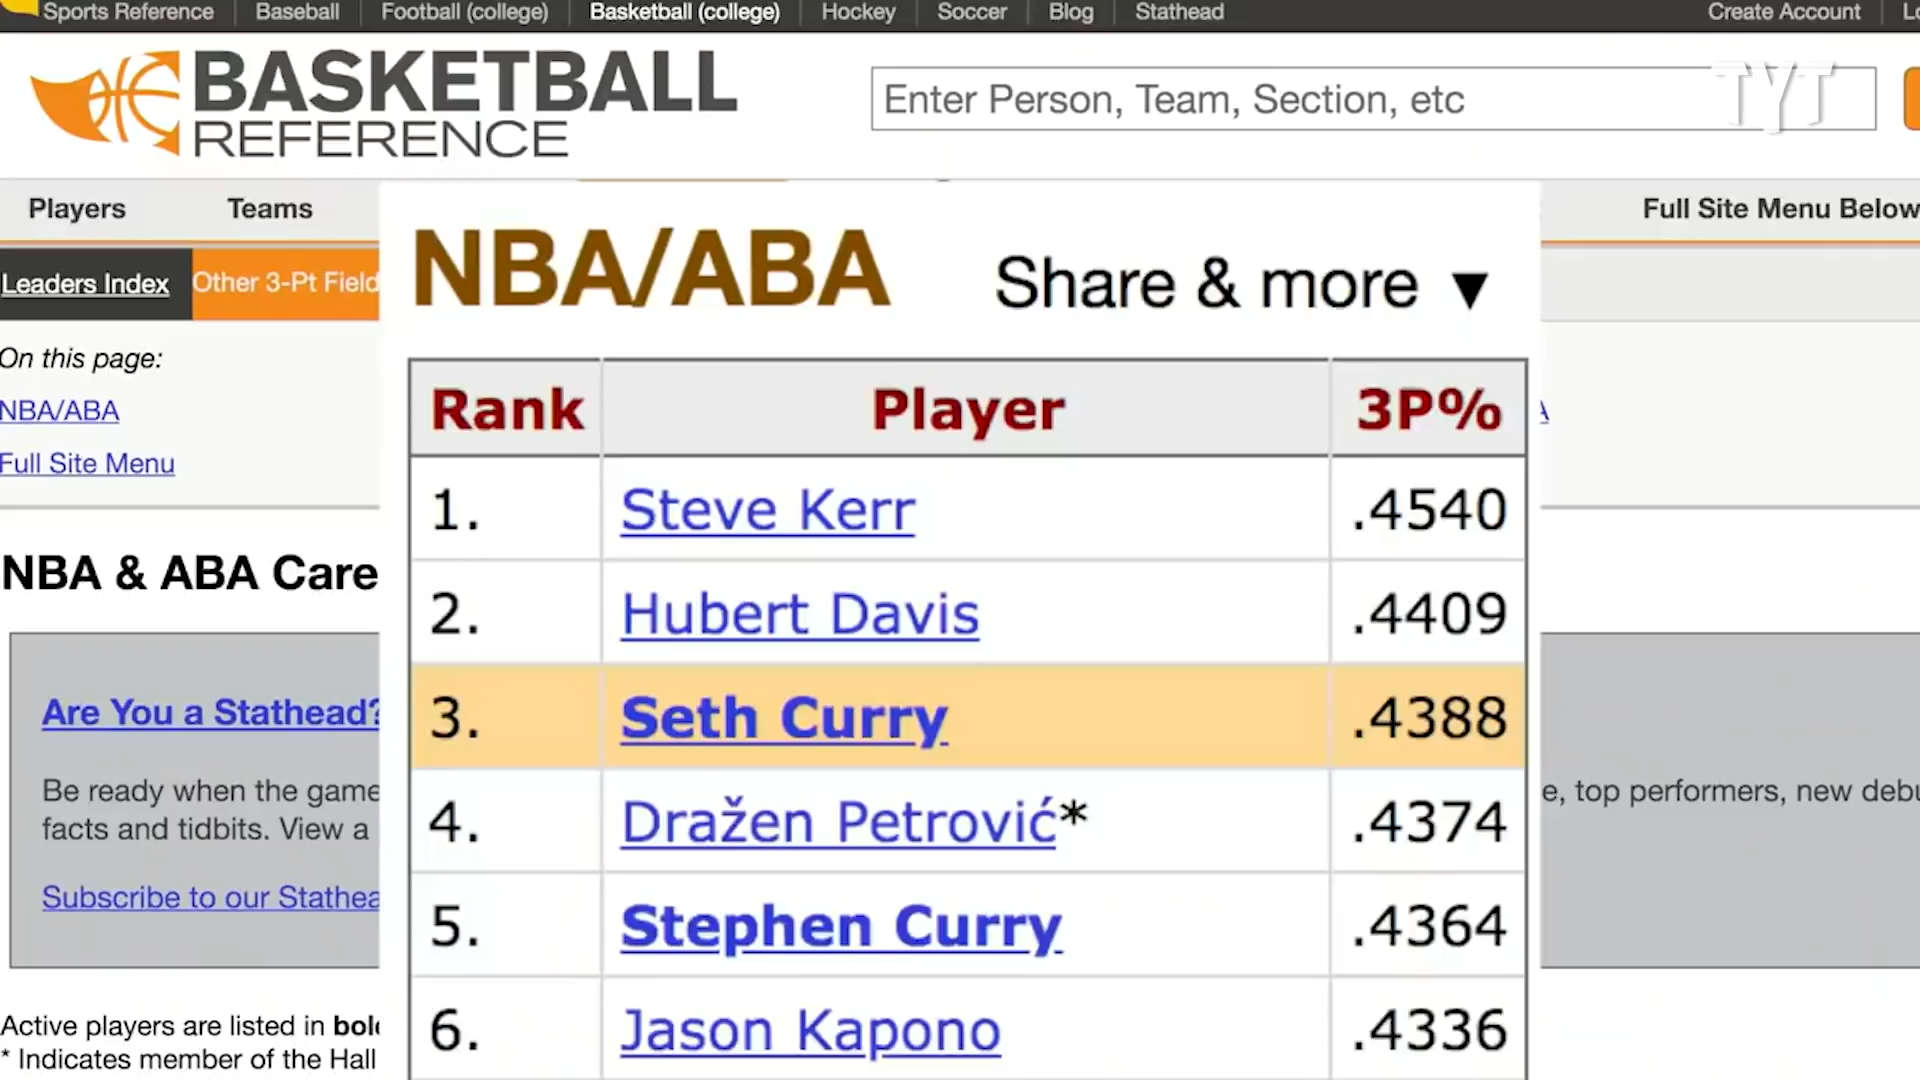 Sports Reference Baseball Football (college) Basketball (college) Hockey Soccer Blog Stathead Create Account
BASKETBALL
REFERENCE
Enter Person, Team, Section, etc
TYT
Players Teams Full Site Menu Below
Leaders Index Other 3-Pt Field
On this page:
NBA/ABA
Full Site Menu
NBA & ABA Care
Are You a Stathead?
Be ready when the game
e, top performers, new debu
facts and tidbits. View a
Subscribe to our Stathea
Active players are listed in bold
* Indicates member of the Hall
NBA/ABA Share & more ▼
Rank Player 3P%
1. Steve Kerr .4540
2. Hubert Davis .4409
3. Seth Curry .4388
4. Dražen Petrović* .4374
5. Stephen Curry .4364
6. Jason Kapono .4336